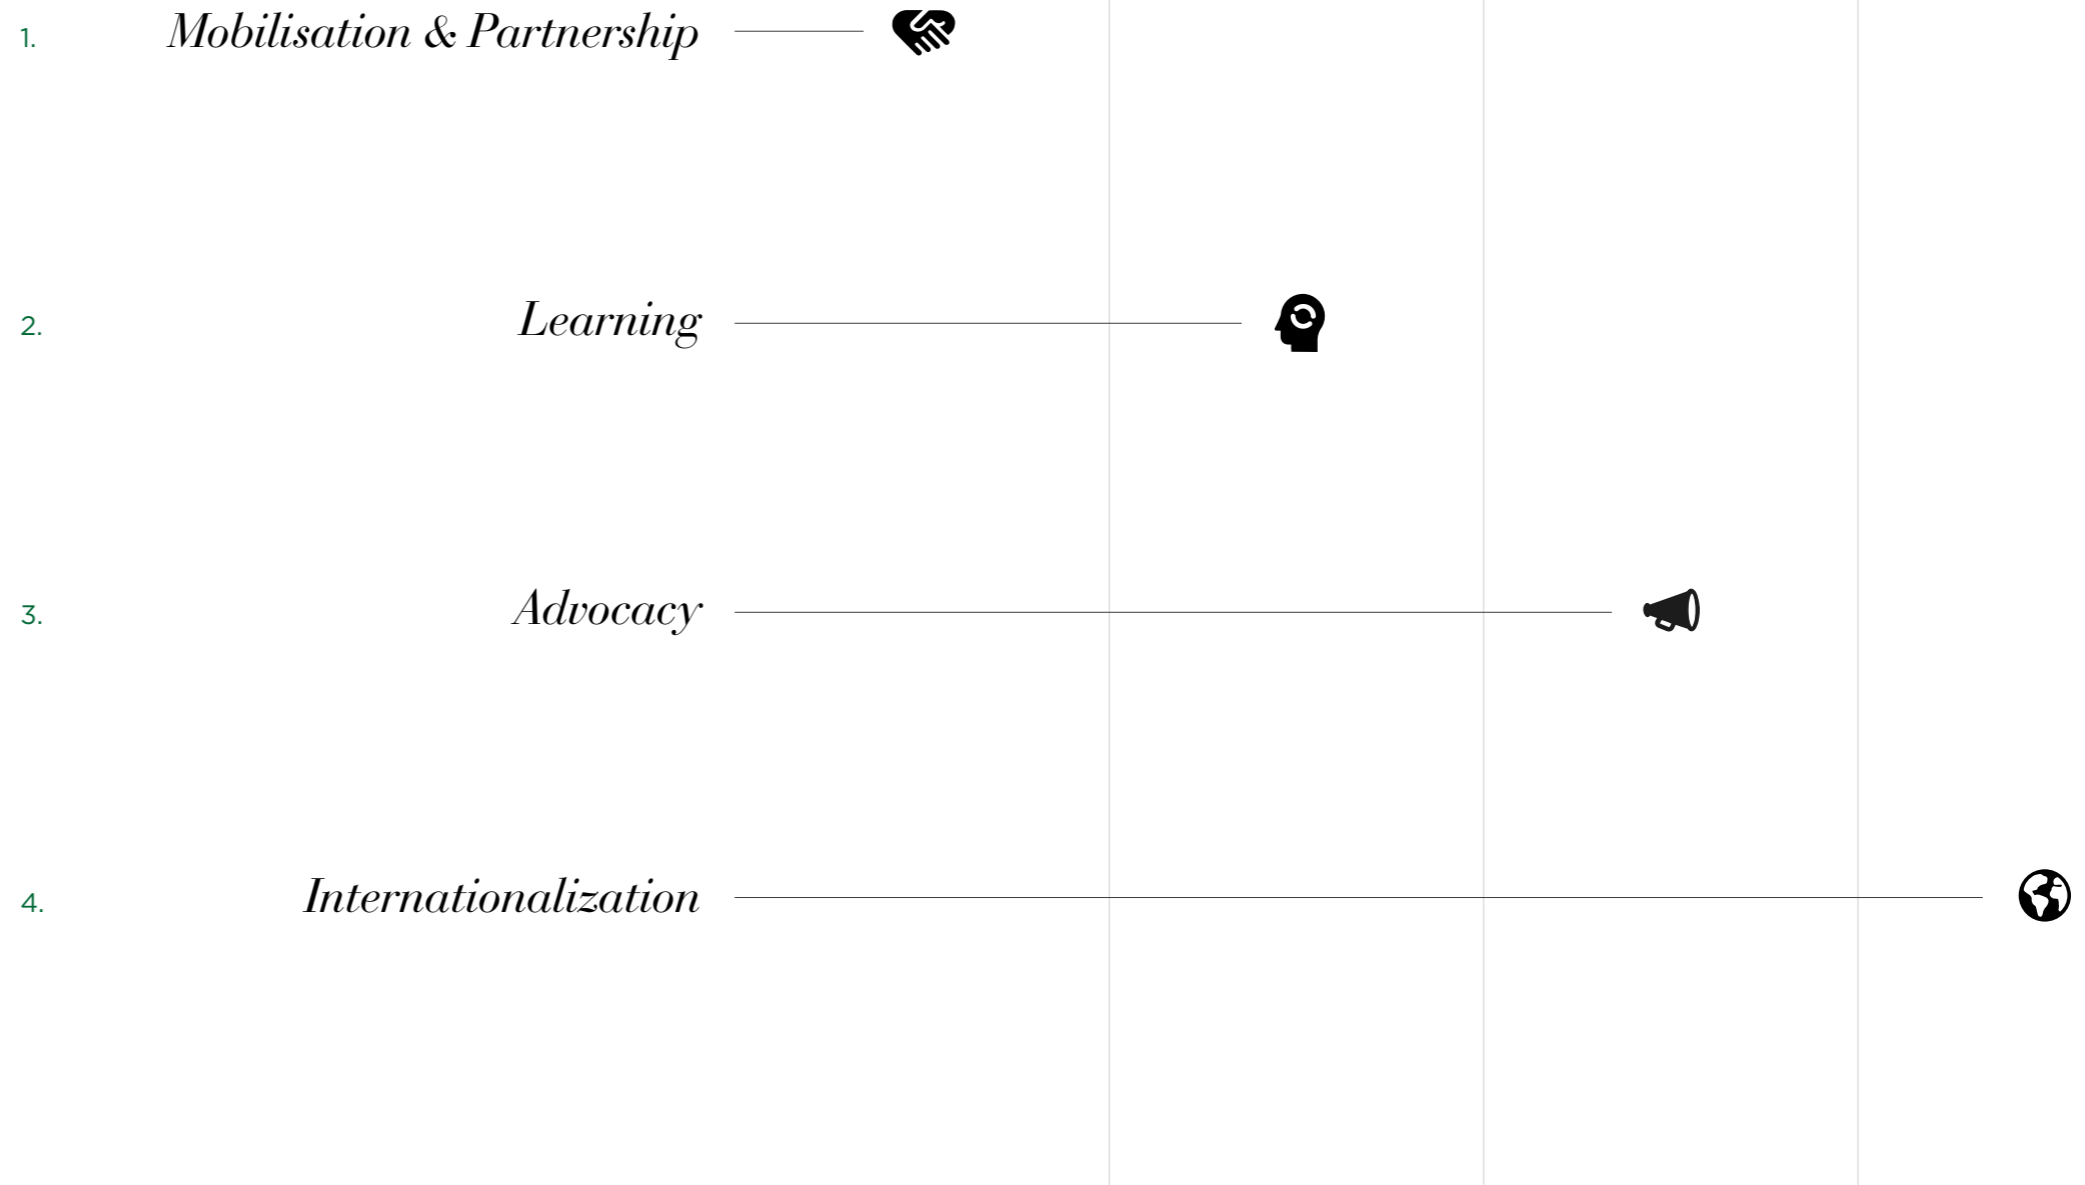 1. Mobilisation & Partnership
2. Learning
3. Advocacy
4. Internationalization